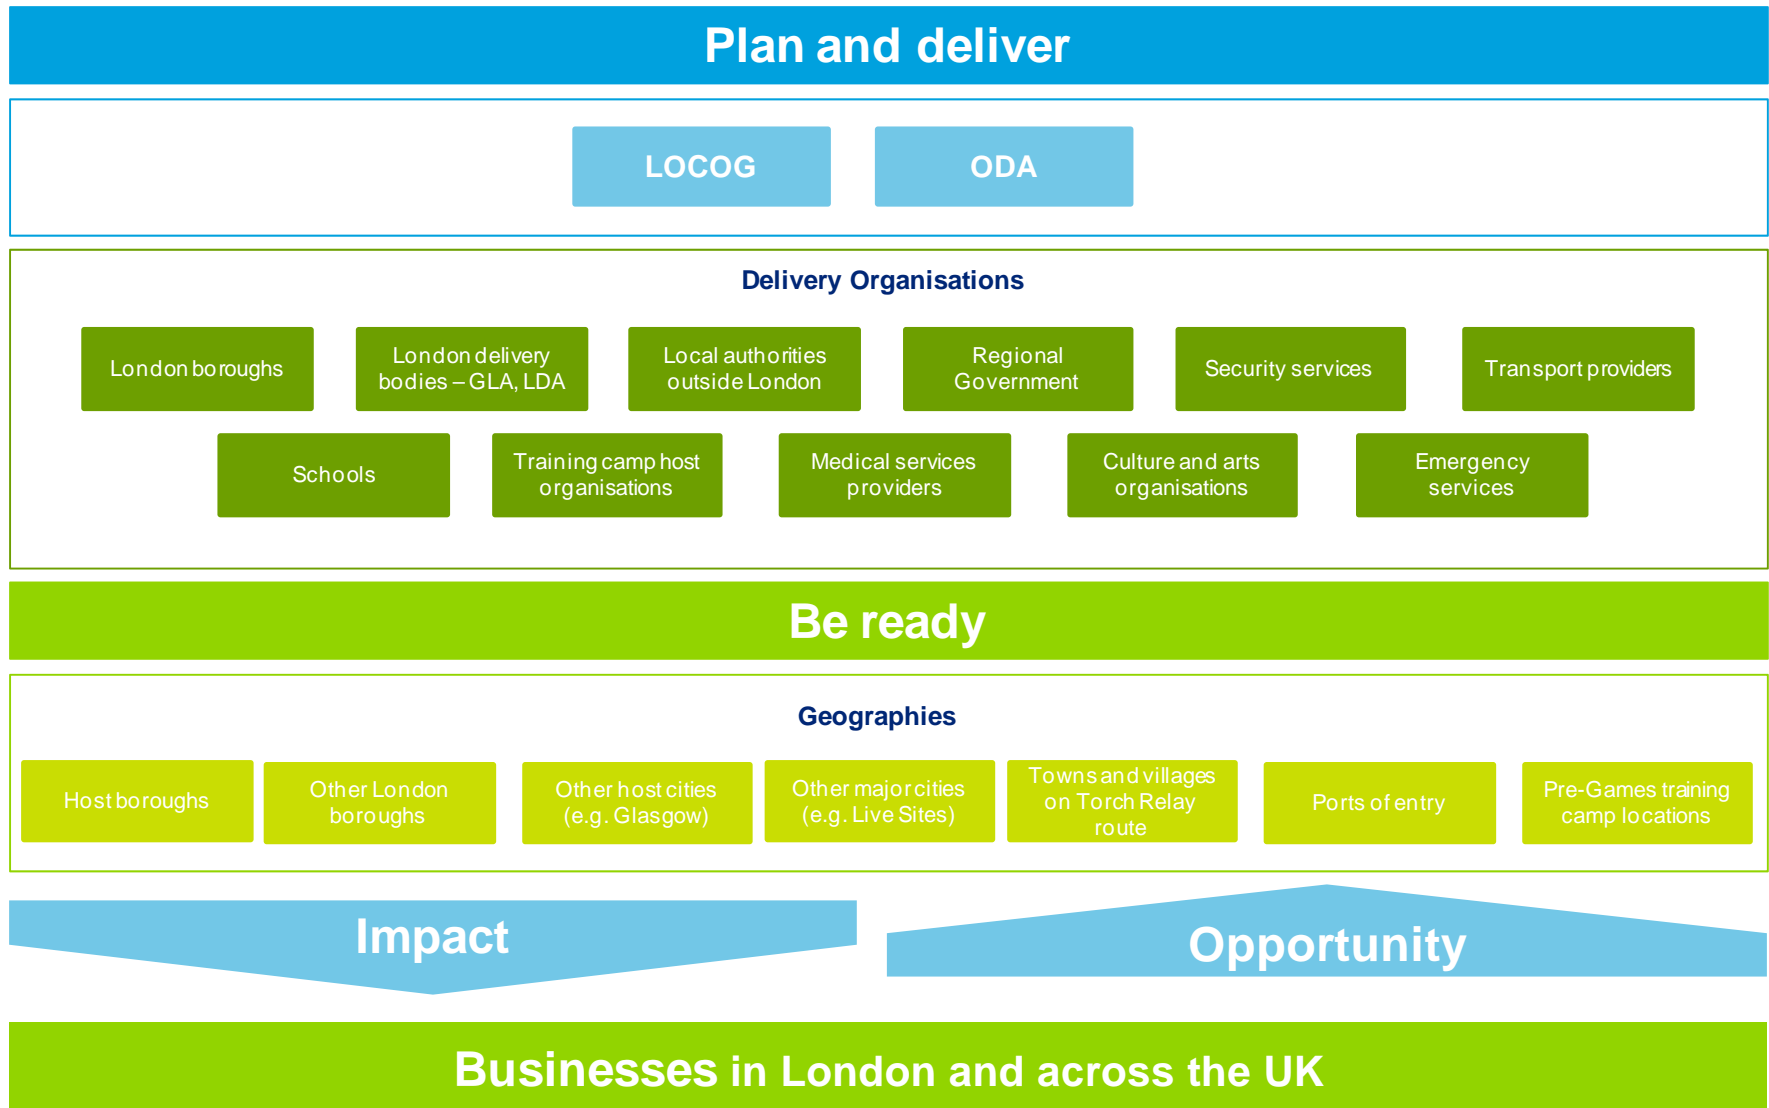 Plan and deliver
LOCOG
ODA
Delivery Organisations
London boroughs
London delivery
bodies – GLA, LDA
Local authorities
outside London
Regional
Government
Security services
Transport providers
Schools
Training camp host
organisations
Medical services
providers
Culture and arts
organisations
Emergency
services
Be ready
Geographies
Host boroughs
Other London
boroughs
Other host cities
(e.g. Glasgow)
Other major cities
(e.g. Live Sites)
Towns and villages
on Torch Relay
route
Ports of entry
Pre-Games training
camp locations
Impact
Opportunity
Businesses in London and across the UK